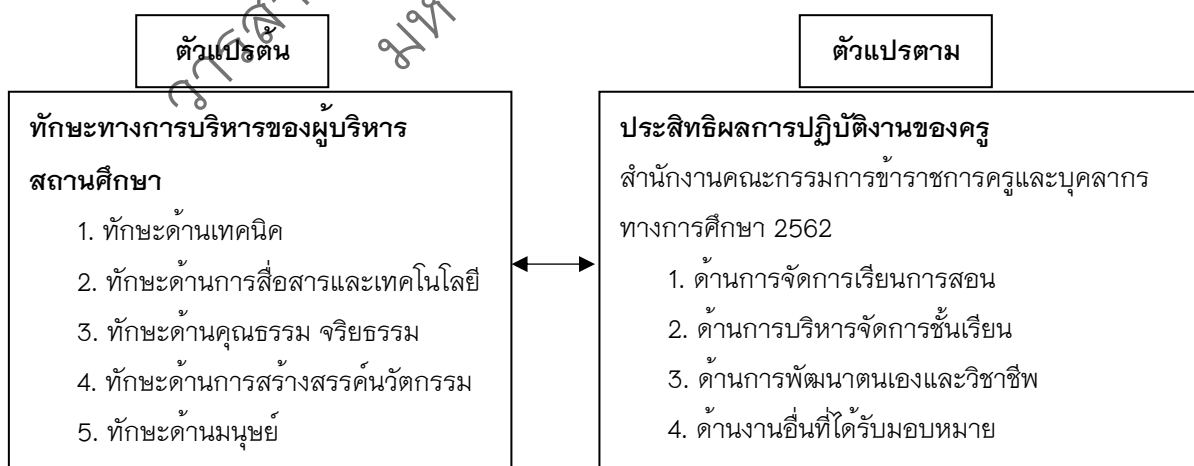 ตัวแปรต้น
ทักษะทางการบริหารของผู้บริหาร
สถานศึกษา
1. ทักษะด้านเทคนิค
2. ทักษะด้านการสื่อสารและเทคโนโลยี
3. ทักษะด้านคุณธรรม จริยธรรม
4. ทักษะด้านการสร้างสรรค์นวัตกรรม
5. ทักษะด้านมนุษย์
ตัวแปรตาม
ประสิทธิผลการปฏิบัติงานของครู
สำนักงานคณะกรรมการข้าราชการครูและบุคลากร
ทางการศึกษา 2562
1. ด้านการจัดการเรียนการสอน
2. ด้านการบริหารจัดการชั้นเรียน
3. ด้านการพัฒนาตนเองและวิชาชีพ
4. ด้านงานอื่นที่ได้รับมอบหมาย